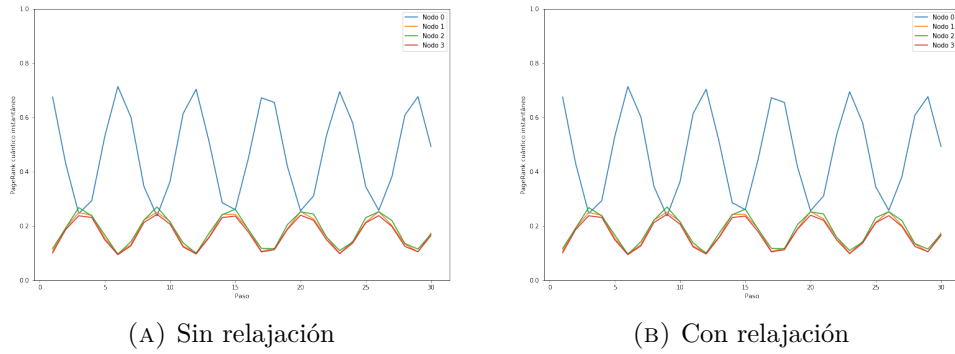 1.0
0.8
0.6
0.4
0.2
0.0
PageRank cuántico instantáneo
0 5 10 15 20 25 30
Paso
Nodo 0
Nodo 1
Nodo 2
Nodo 3
(A) Sin relajación
1.0
0.8
0.6
0.4
0.2
0.0
PageRank cuántico instantáneo
0 5 10 15 20 25 30
Paso
Nodo 0
Nodo 1
Nodo 2
Nodo 3
(B) Con relajación